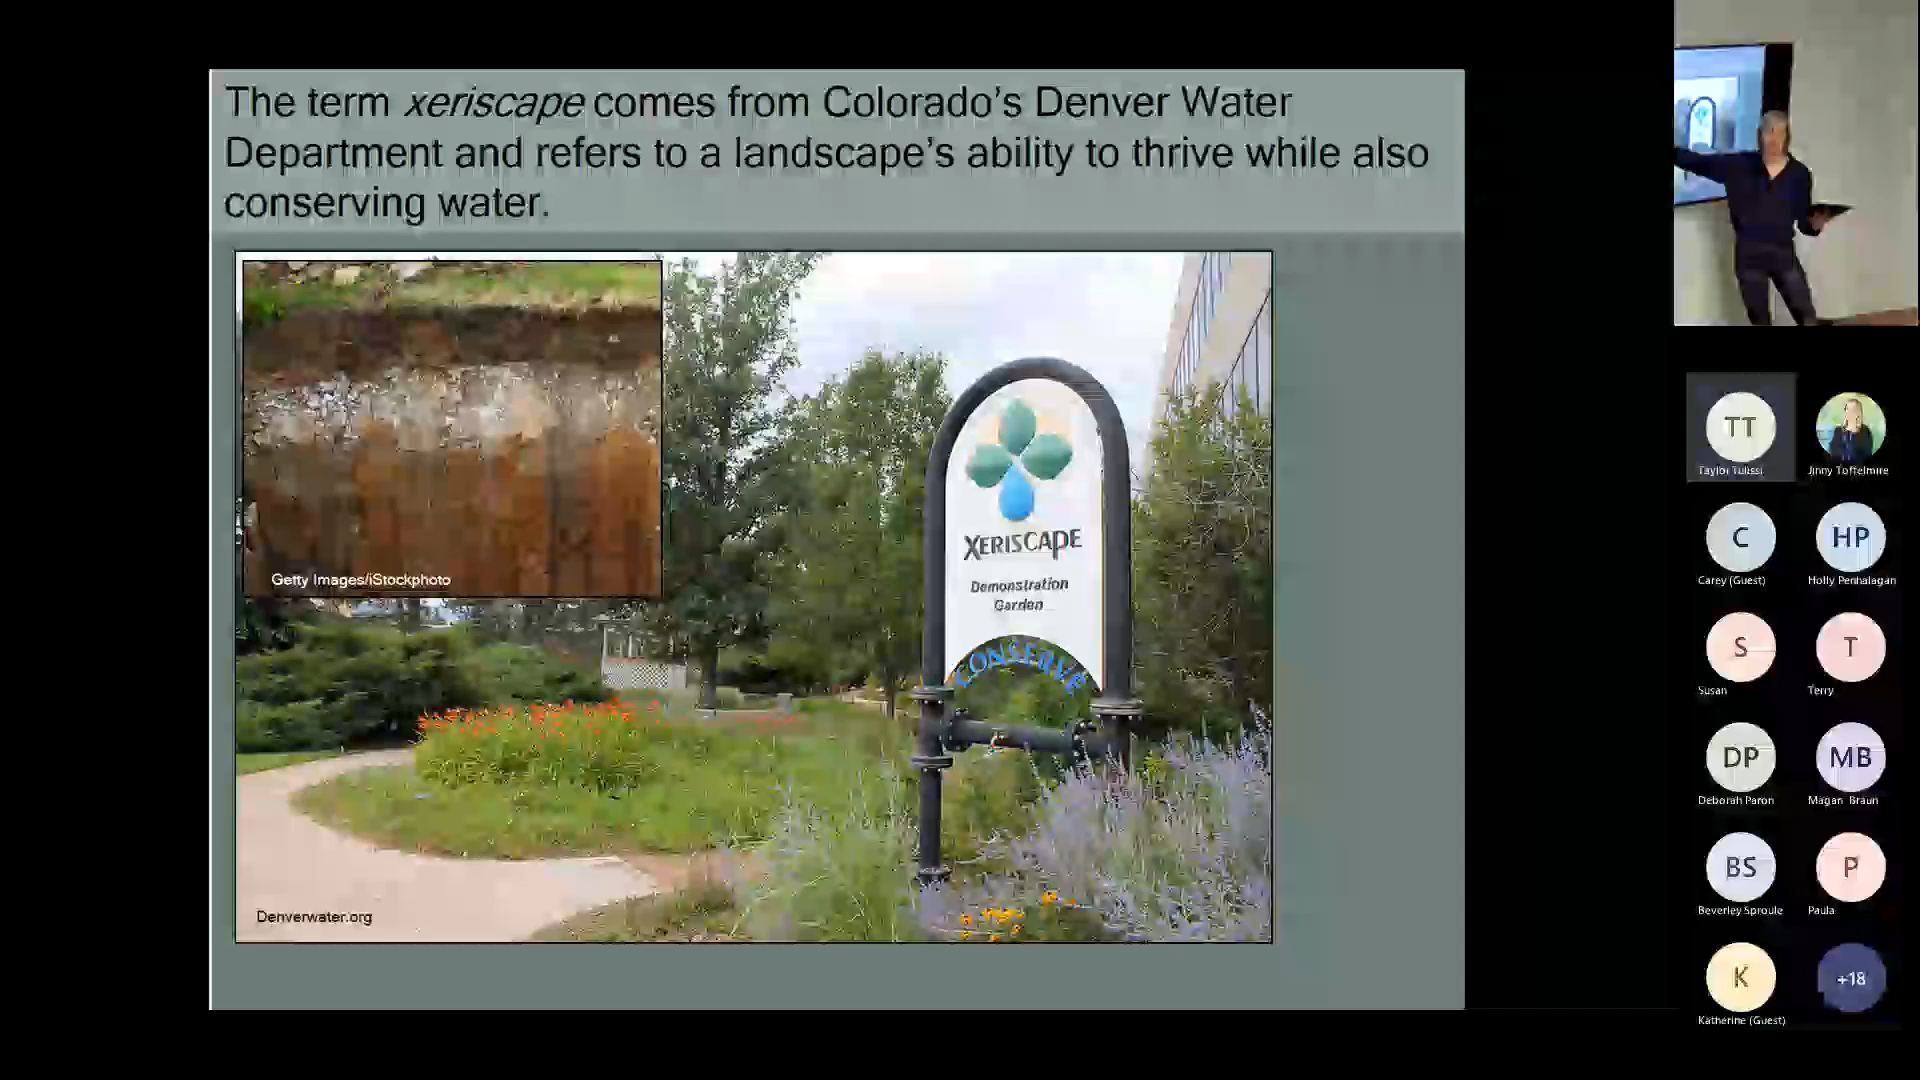 The term xeriscape comes from Colorado's Denver Water
Department and refers to a landscape's ability to thrive while also
conserving water.
Getty Images/iStockphoto
XERISCAPE
Demonstration
Garden
CONSERVE
Denverwater.org
TT
Taylor Tulissi
Jinny Toffelmire
C
HP
Carey (Guest)
Holly Penhalagan
S
T
Susan
Terry
DP
MB
Deborah Paron
Magan Braun
BS
P
Beverley Sproule
Paula
K
+18
Katherine (Guest)